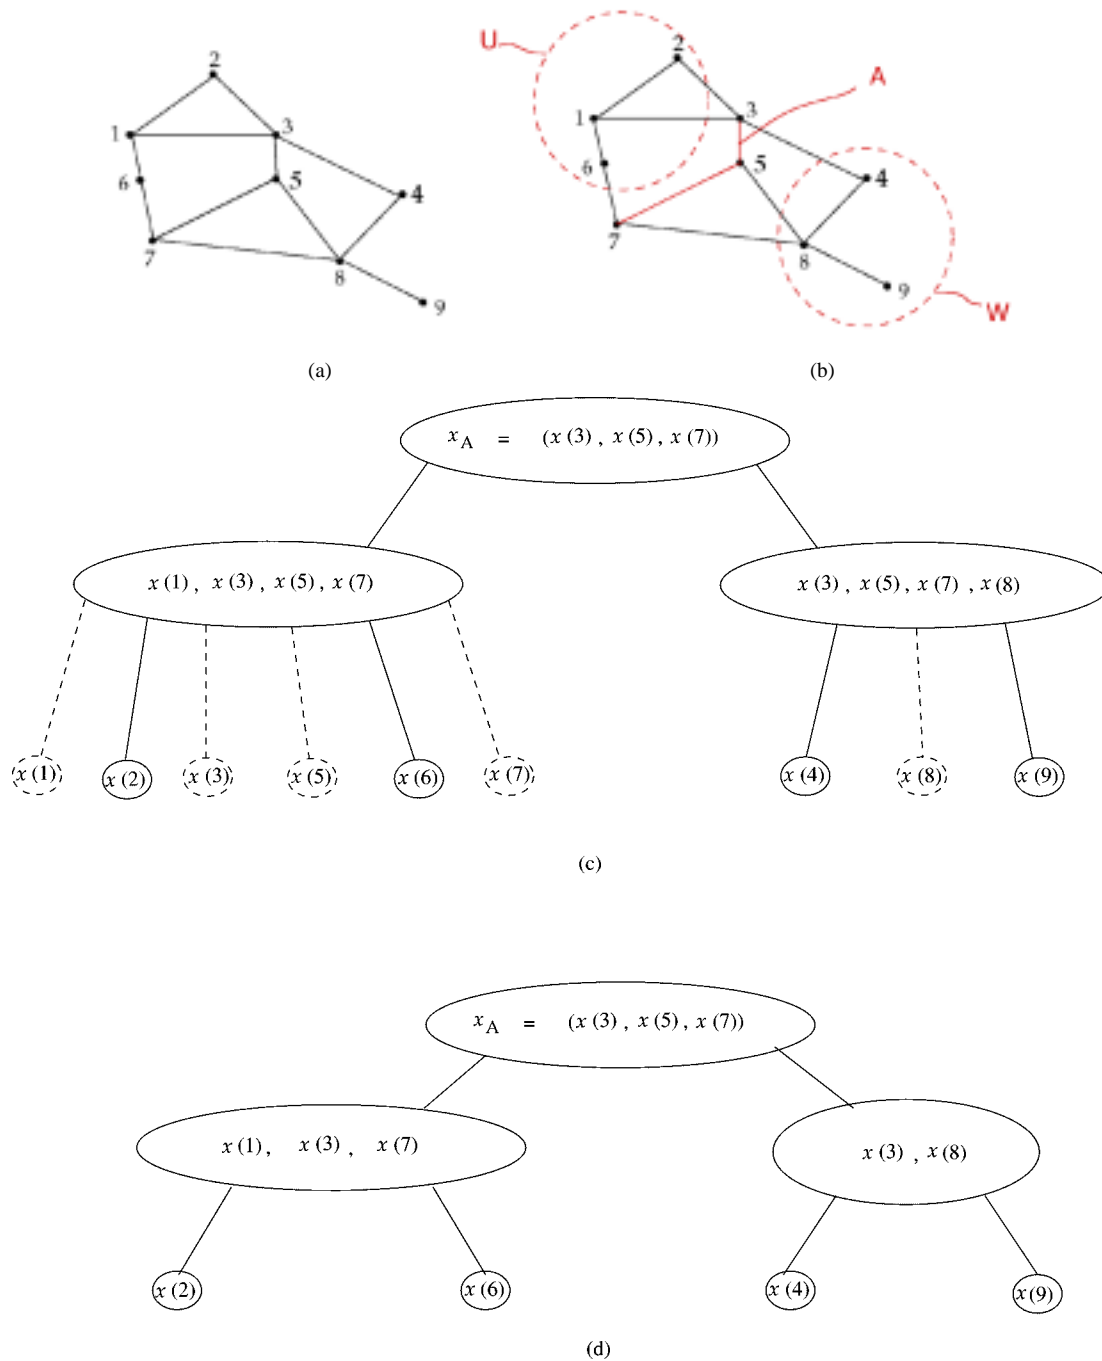 2
1
3
6
5
4
7
8
9
(a)
U
2
A
1
3
6
5
4
7
8
9
W
(b)
x_A = (x(3), x(5), x(7))
x(1), x(3), x(5), x(7)
x(3), x(5), x(7), x(8)
x(1) x(2) x(3) x(5) x(6) x(7) x(4) x(8) x(9)
(c)
x_A = (x(3), x(5), x(7))
x(1), x(3), x(7)
x(3), x(8)
x(2) x(6) x(4) x(9)
(d)